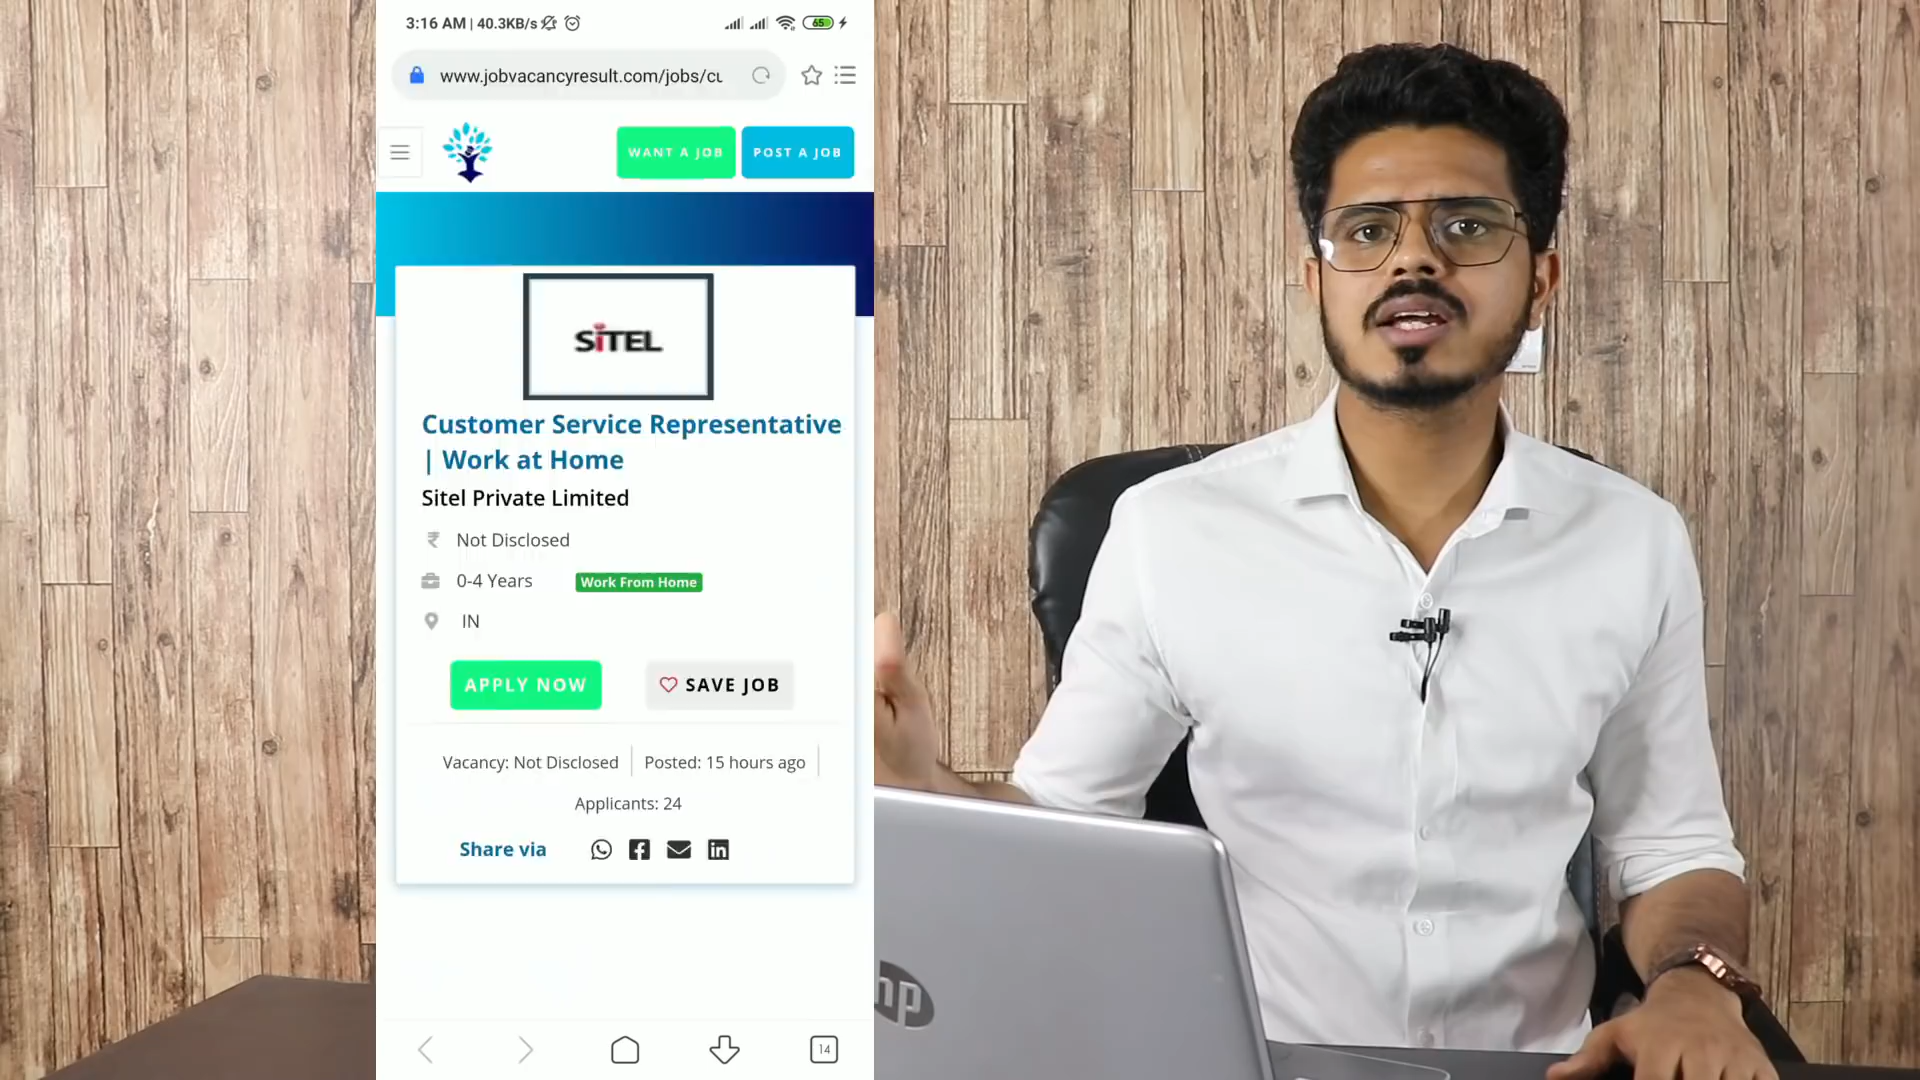 3:16 AM | 40.3KB/s
65
www.jobvacancyresult.com/jobs/cu
WANT A JOB
POST A JOB
SiTEL
Customer Service Representative
| Work at Home
Sitel Private Limited
₹ Not Disclosed
0-4 Years
Work From Home
IN
APPLY NOW
SAVE JOB
Vacancy: Not Disclosed
Posted: 15 hours ago
Applicants: 24
Share via
14
hp